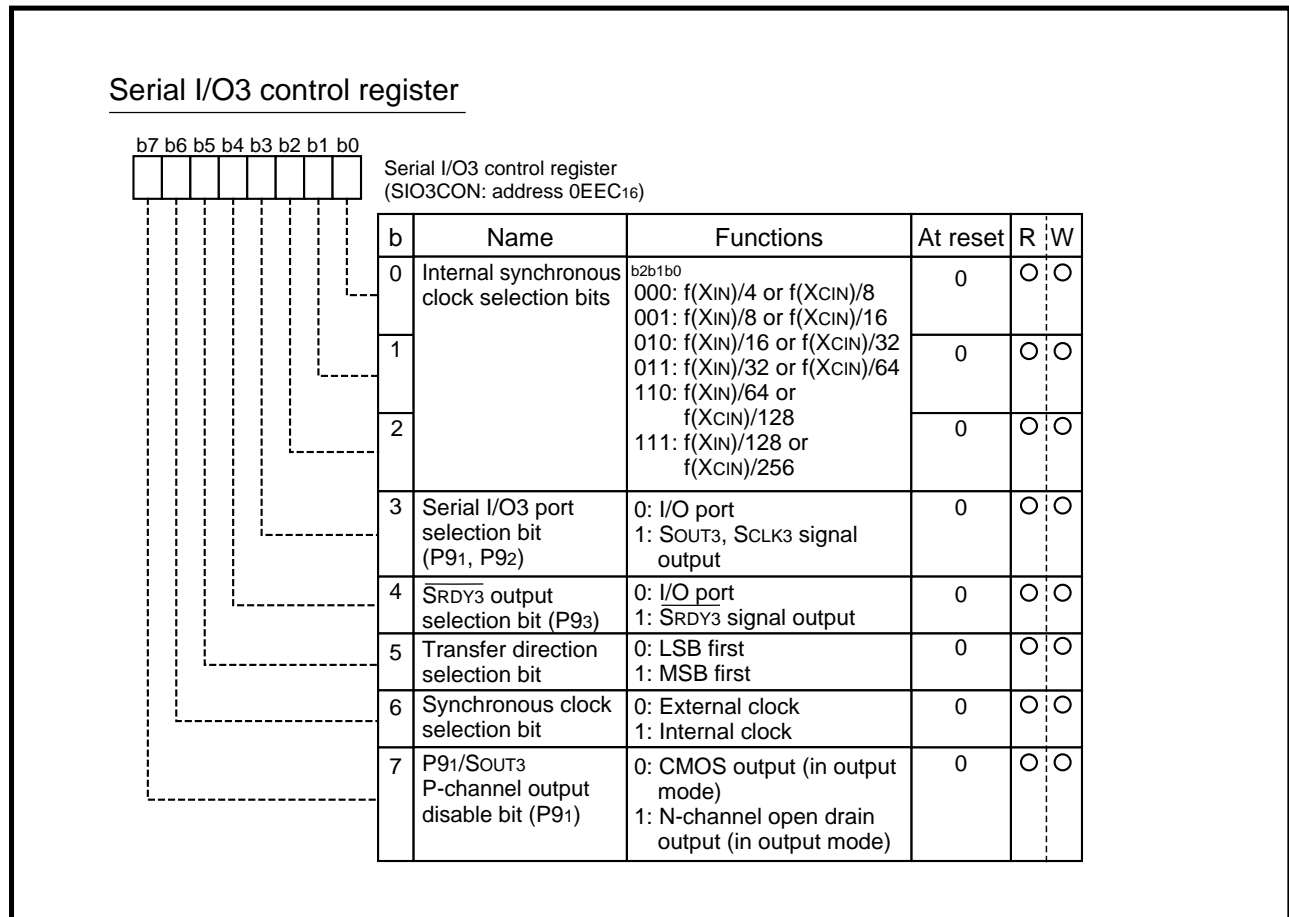 Serial I/O3 control register
b7 b6 b5 b4 b3 b2 b1 b0
Serial I/O3 control register
(SIO3CON: address 0EEC16)
b Name Functions At reset R W
0 Internal synchronous clock selection bits b2b1b0 0
000: f(XIN)/4 or f(XCIN)/8
001: f(XIN)/8 or f(XCIN)/16
1 010: f(XIN)/16 or f(XCIN)/32 0
011: f(XIN)/32 or f(XCIN)/64
110: f(XIN)/64 or
f(XCIN)/128
2 0
111: f(XIN)/128 or
f(XCIN)/256
3 Serial I/O3 port 0: I/O port 0
selection bit 1: SOUT3, SCLK3 signal
(P91, P92) output
4 SRDY3 output 0: I/O port 0
selection bit (P93) 1: SRDY3 signal output
5 Transfer direction 0: LSB first 0
selection bit 1: MSB first
6 Synchronous clock 0: External clock 0
selection bit 1: Internal clock
7 P91/SOUT3 0: CMOS output (in output 0
P-channel output mode)
disable bit (P91) 1: N-channel open drain
output (in output mode)